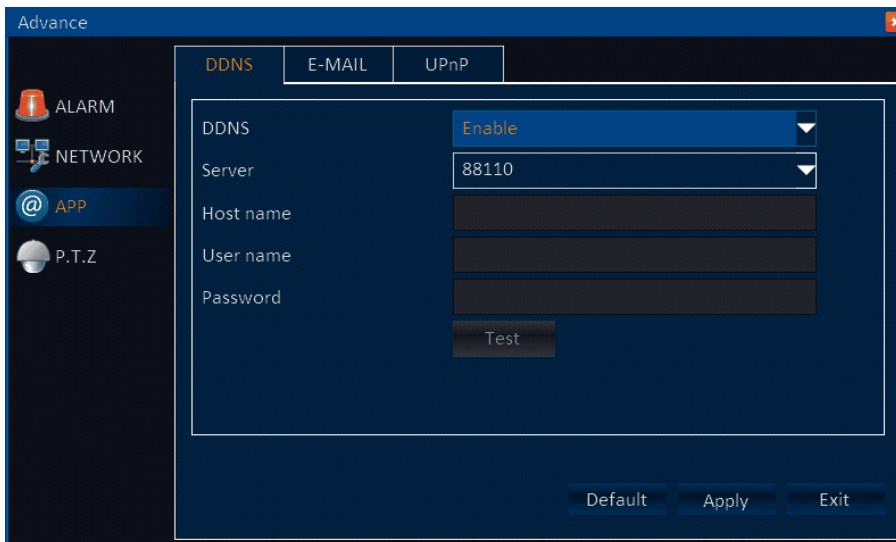 Advance
DDNS E-MAIL UPnP
ALARM
NETWORK
APP
P.T.Z
DDNS Enable
Server 88110
Host name
User name
Password
Test
Default Apply Exit